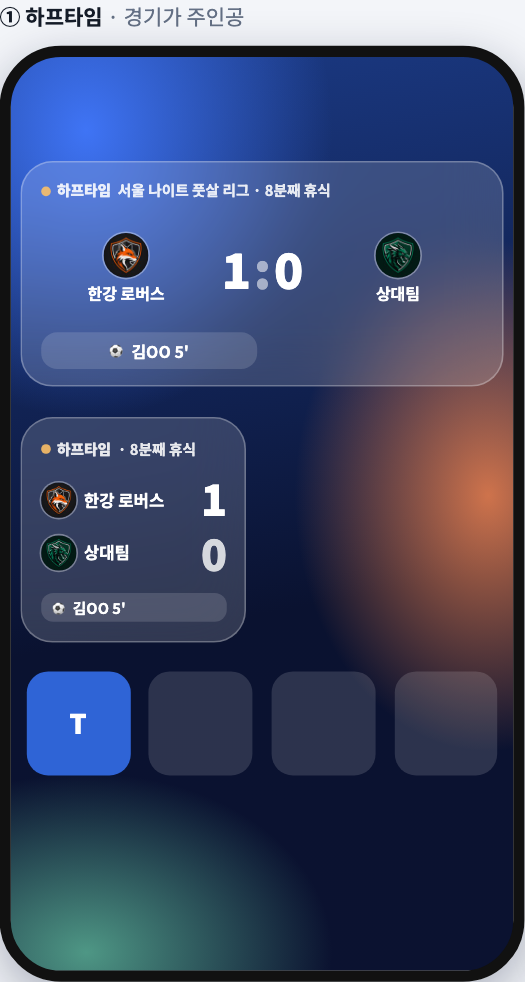 ① 하프타임 · 경기가 주인공
하프타임 서울 나이트 풋살 리그 · 8분째 휴식
한강 로버스
1:0
상대팀
⚽ 김OO 5'
하프타임 · 8분째 휴식
한강 로버스 1
상대팀 0
⚽ 김OO 5'
T